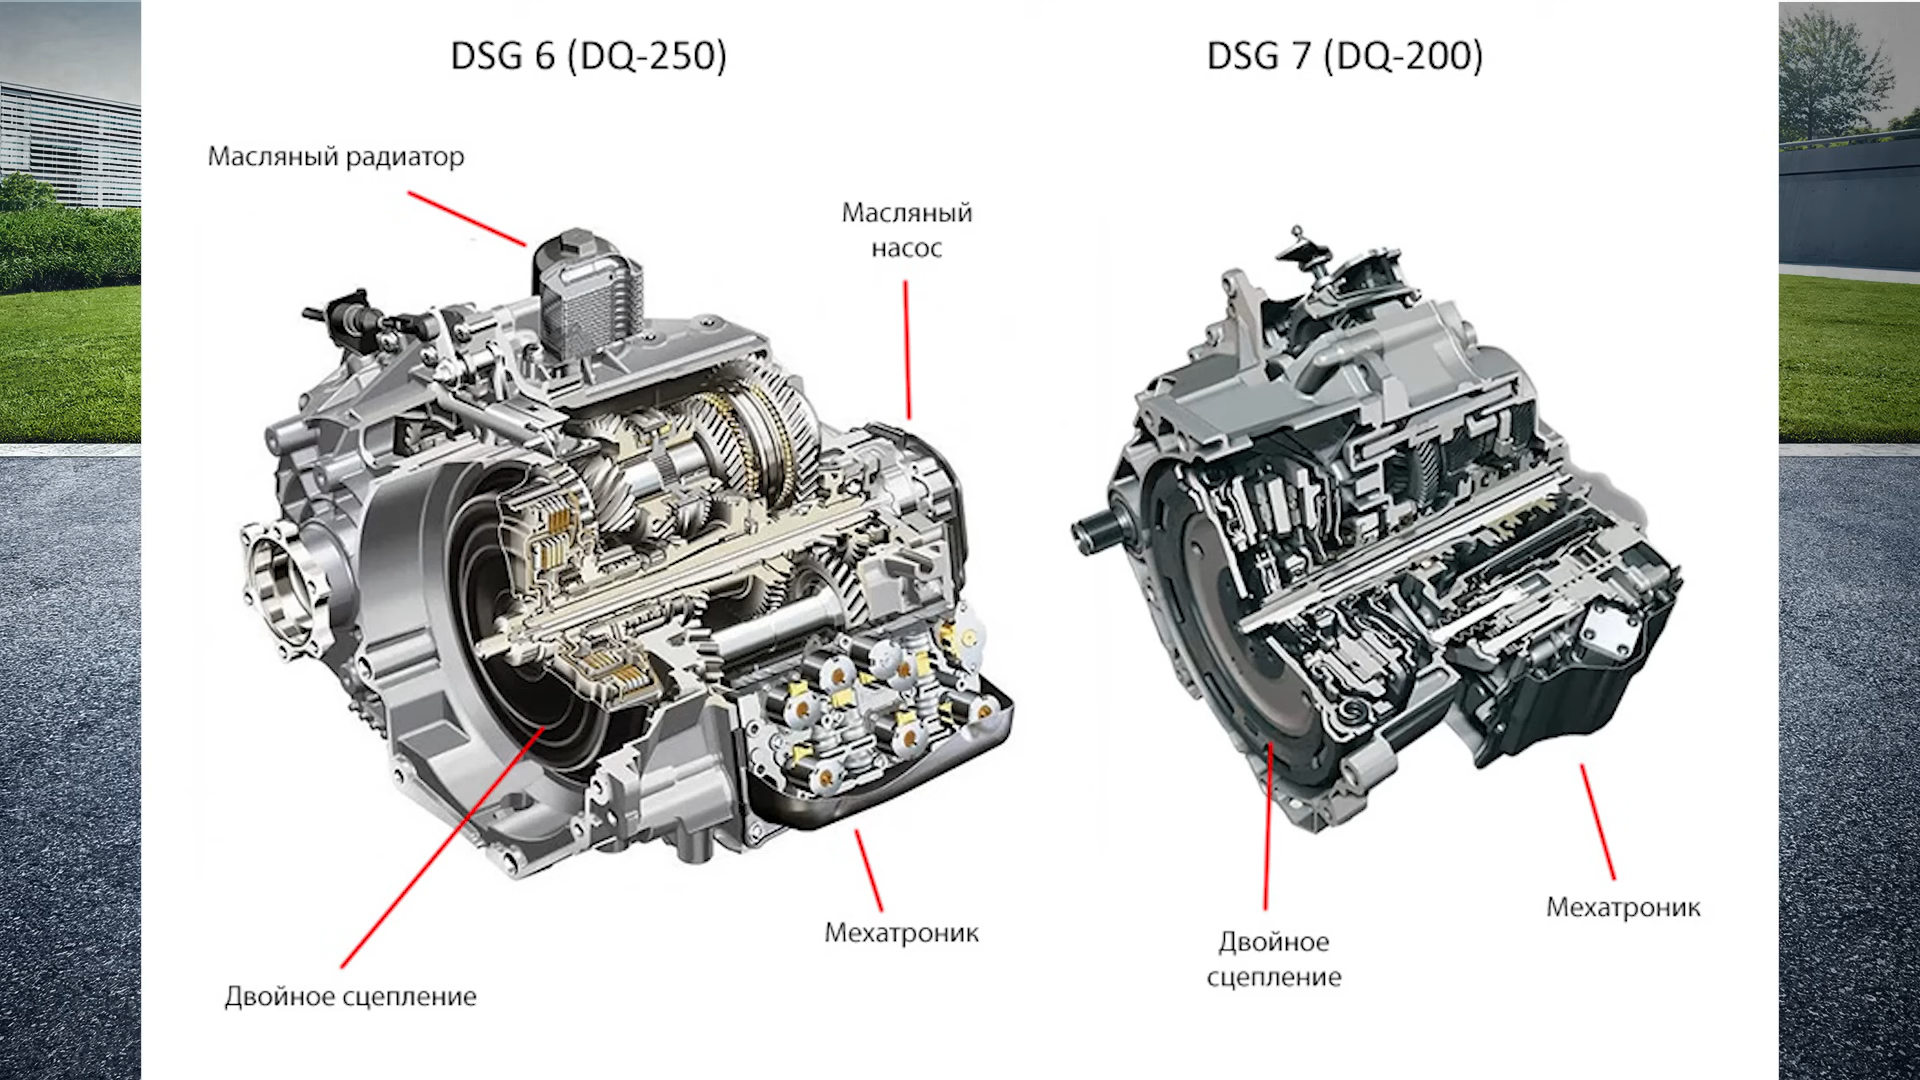 DSG 6 (DQ-250)
DSG 7 (DQ-200)
Масляный радиатор
Масляный
насос
Мехатроник
Двойное сцепление
Мехатроник
Двойное
сцепление